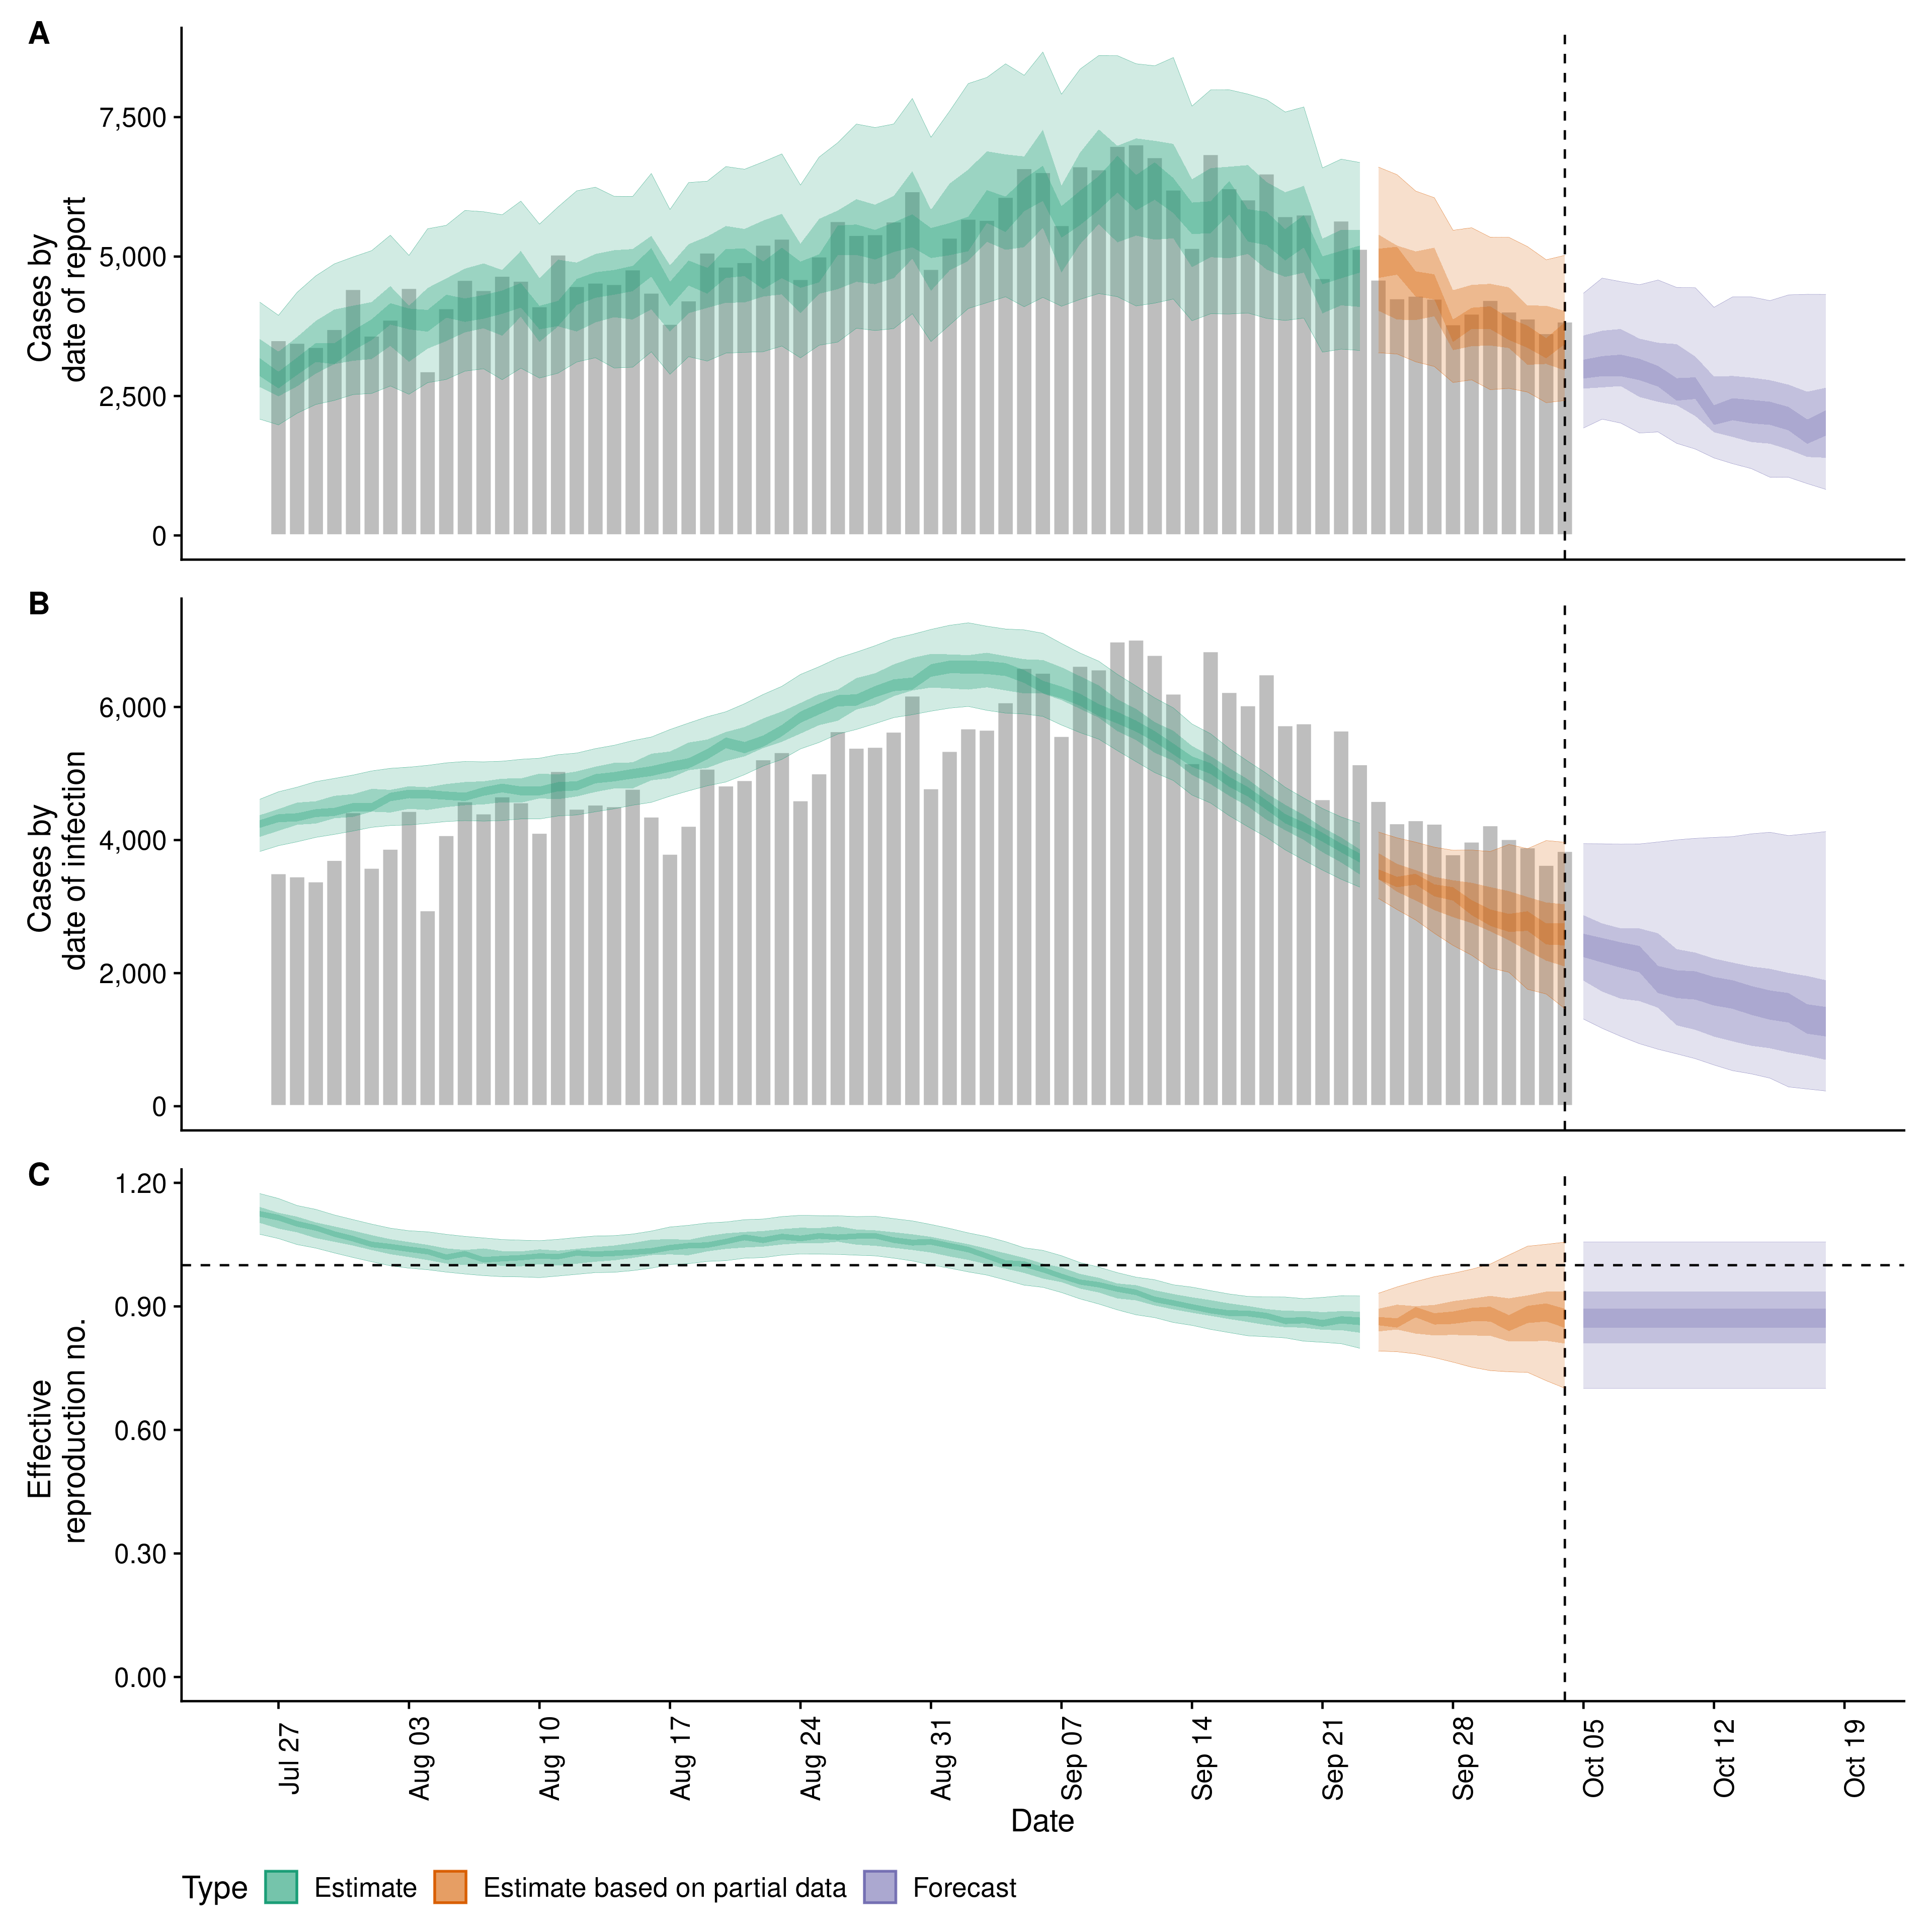 A
Cases by
date of report
7,500
5,000
2,500
0
B
Cases by
date of infection
6,000
4,000
2,000
0
C
Effective
reproduction no.
1.20
0.90
0.60
0.30
0.00
Jul 27
Aug 03
Aug 10
Aug 17
Aug 24
Aug 31
Sep 07
Sep 14
Sep 21
Sep 28
Oct 05
Oct 12
Oct 19
Date
Type Estimate Estimate based on partial data Forecast